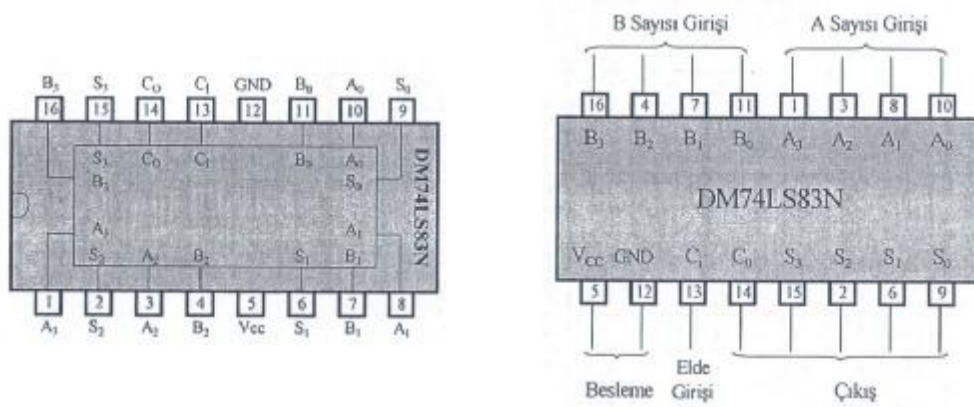 B₃ S₃ C₀ C₁ GND B₀ A₀ S₀
16 15 14 13 12 11 10 9
S₃ C₀ C₁ B₀ A₀
B₃ S₀
DM74LS83N
A₃ A₁
S₂ A₂ B₂ S₁ B₁
1 2 3 4 5 6 7 8
A₃ S₂ A₂ B₂ Vcc S₁ B₁ A₁
B Sayısı Girişi A Sayısı Girişi
16 4 7 11 1 3 8 10
B₃ B₂ B₁ B₀ A₃ A₂ A₁ A₀
DM74LS83N
VCC GND Cᵢ C₀ S₃ S₂ S₁ S₀
5 12 13 14 15 2 6 9
Besleme Elde Girişi Çıkış